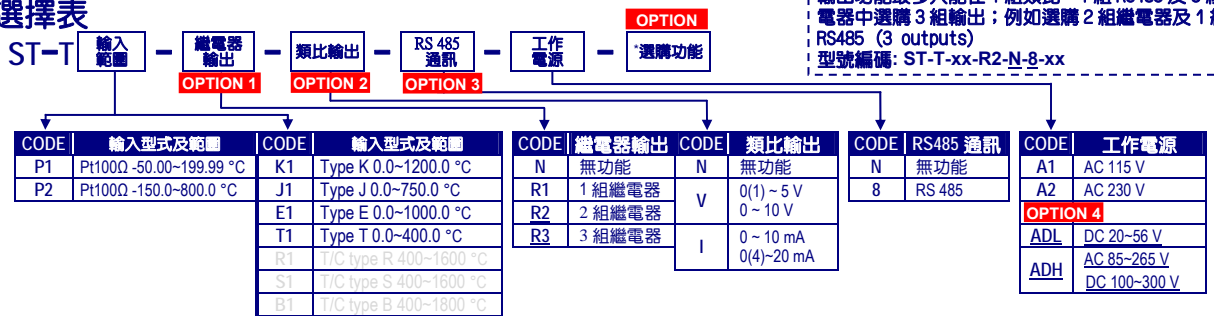 選擇表
電器中選購 3 組輸出；例如選購 2 組繼電器及 1 組
RS485 (3 outputs)
型號編碼: ST-T-xx-R2-N-8-xx
OPTION
ST-T 輸入範圍 - 繼電器輸出 - 類比輸出 - RS 485 通訊 - 工作電源 - *選購功能
OPTION 1 OPTION 2 OPTION 3
CODE 輸入型式及範圍
P1 Pt100Ω -50.00~199.99 °C
P2 Pt100Ω -150.0~800.0 °C
CODE 輸入型式及範圍
K1 Type K 0.0~1200.0 °C
J1 Type J 0.0~750.0 °C
E1 Type E 0.0~1000.0 °C
T1 Type T 0.0~400.0 °C
R1 T/C type R 400~1600 °C
S1 T/C type S 400~1600 °C
B1 T/C type B 400~1800 °C
CODE 繼電器輸出
N 無功能
R1 1 組繼電器
R2 2 組繼電器
R3 3 組繼電器
CODE 類比輸出
N 無功能
V 0(1) ~ 5 V
0 ~ 10 V
I 0 ~ 10 mA
0(4)~20 mA
CODE RS485 通訊
N 無功能
8 RS 485
CODE 工作電源
A1 AC 115 V
A2 AC 230 V
OPTION 4
ADL DC 20~56 V
ADH AC 85~265 V
DC 100~300 V